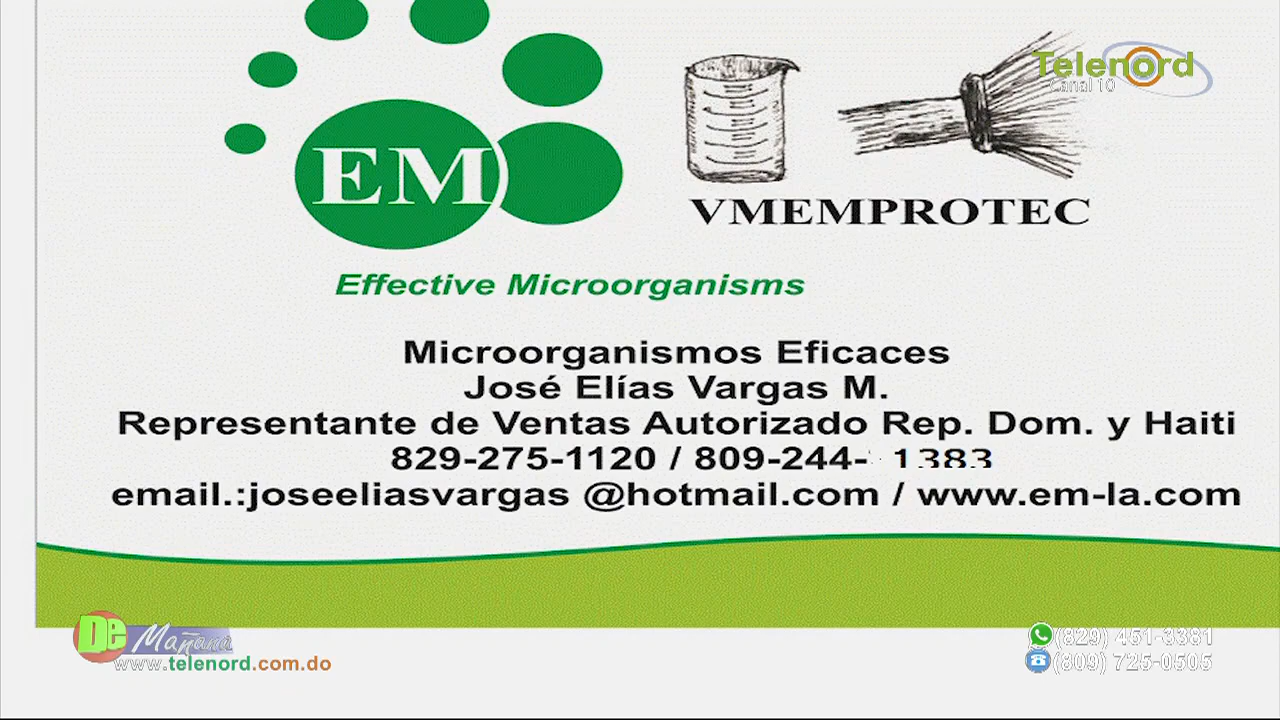 Telenord
Canal 10
EM
VMEMPROTEC
Effective Microorganisms
Microorganismos Eficaces
José Elías Vargas M.
Representante de Ventas Autorizado Rep. Dom. y Haiti
829-275-1120 / 809-244- 1383
email.:joseeliasvargas @hotmail.com / www.em-la.com
De Mañana
www.telenord.com.do
(829) 451-3381
(809) 725-0505